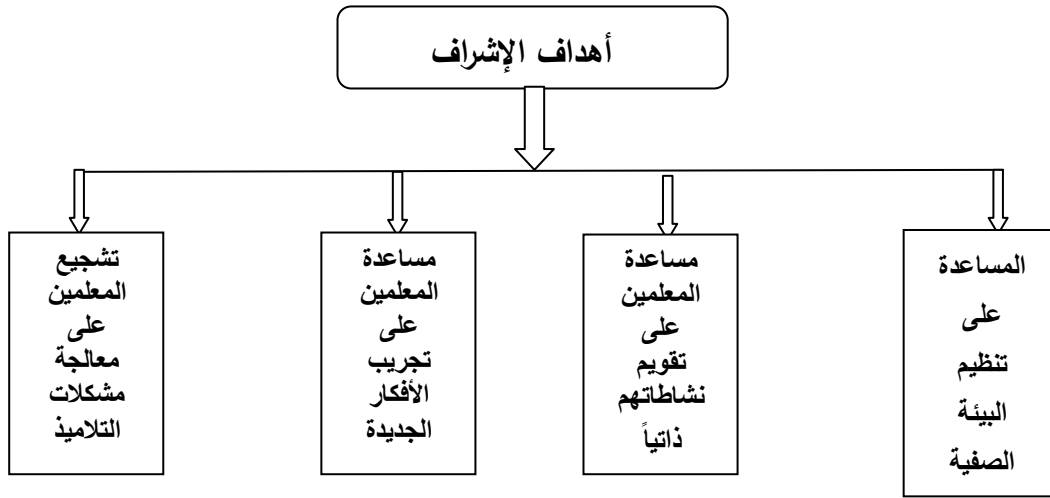 أهداف الإشراف
المساعدة
على
تنظيم
البيئة
الصفية
مساعدة
المعلمين
على
تقويم
نشاطاتهم
ذاتياً
مساعدة
المعلمين
على
تجريب
الأفكار
الجديدة
تشجيع
المعلمين
على
معالجة
مشكلات
التلاميذ